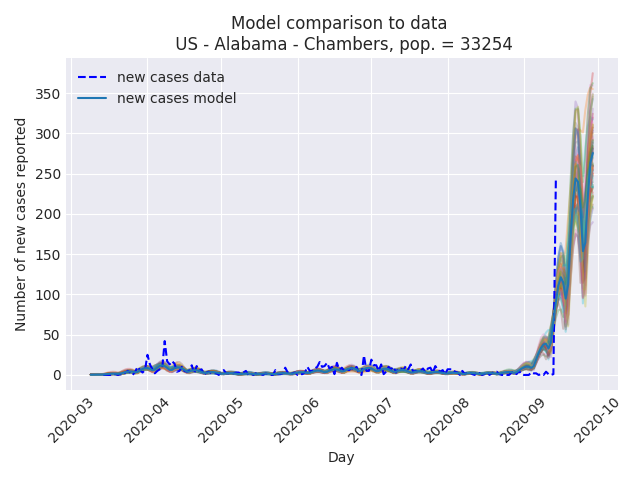 Model comparison to data
US - Alabama - Chambers, pop. = 33254
new cases data
new cases model
Number of new cases reported
350
300
250
200
150
100
50
0
2020-03
2020-04
2020-05
2020-06
2020-07
2020-08
2020-09
2020-10
Day